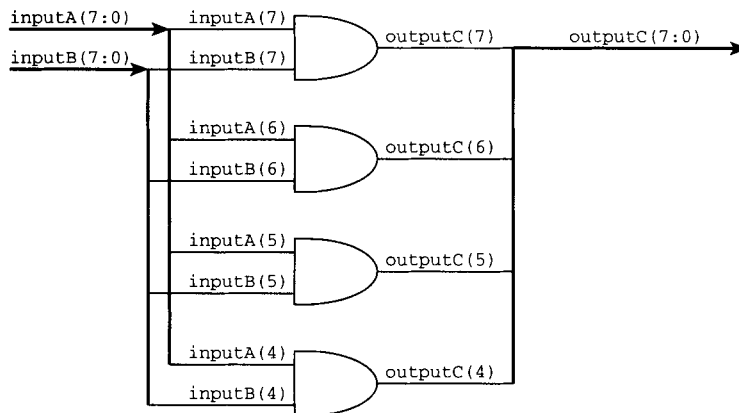 inputA(7:0)
inputA(7)
outputC(7)
outputC(7:0)
inputB(7:0)
inputB(7)
inputA(6)
outputC(6)
inputB(6)
inputA(5)
outputC(5)
inputB(5)
inputA(4)
outputC(4)
inputB(4)